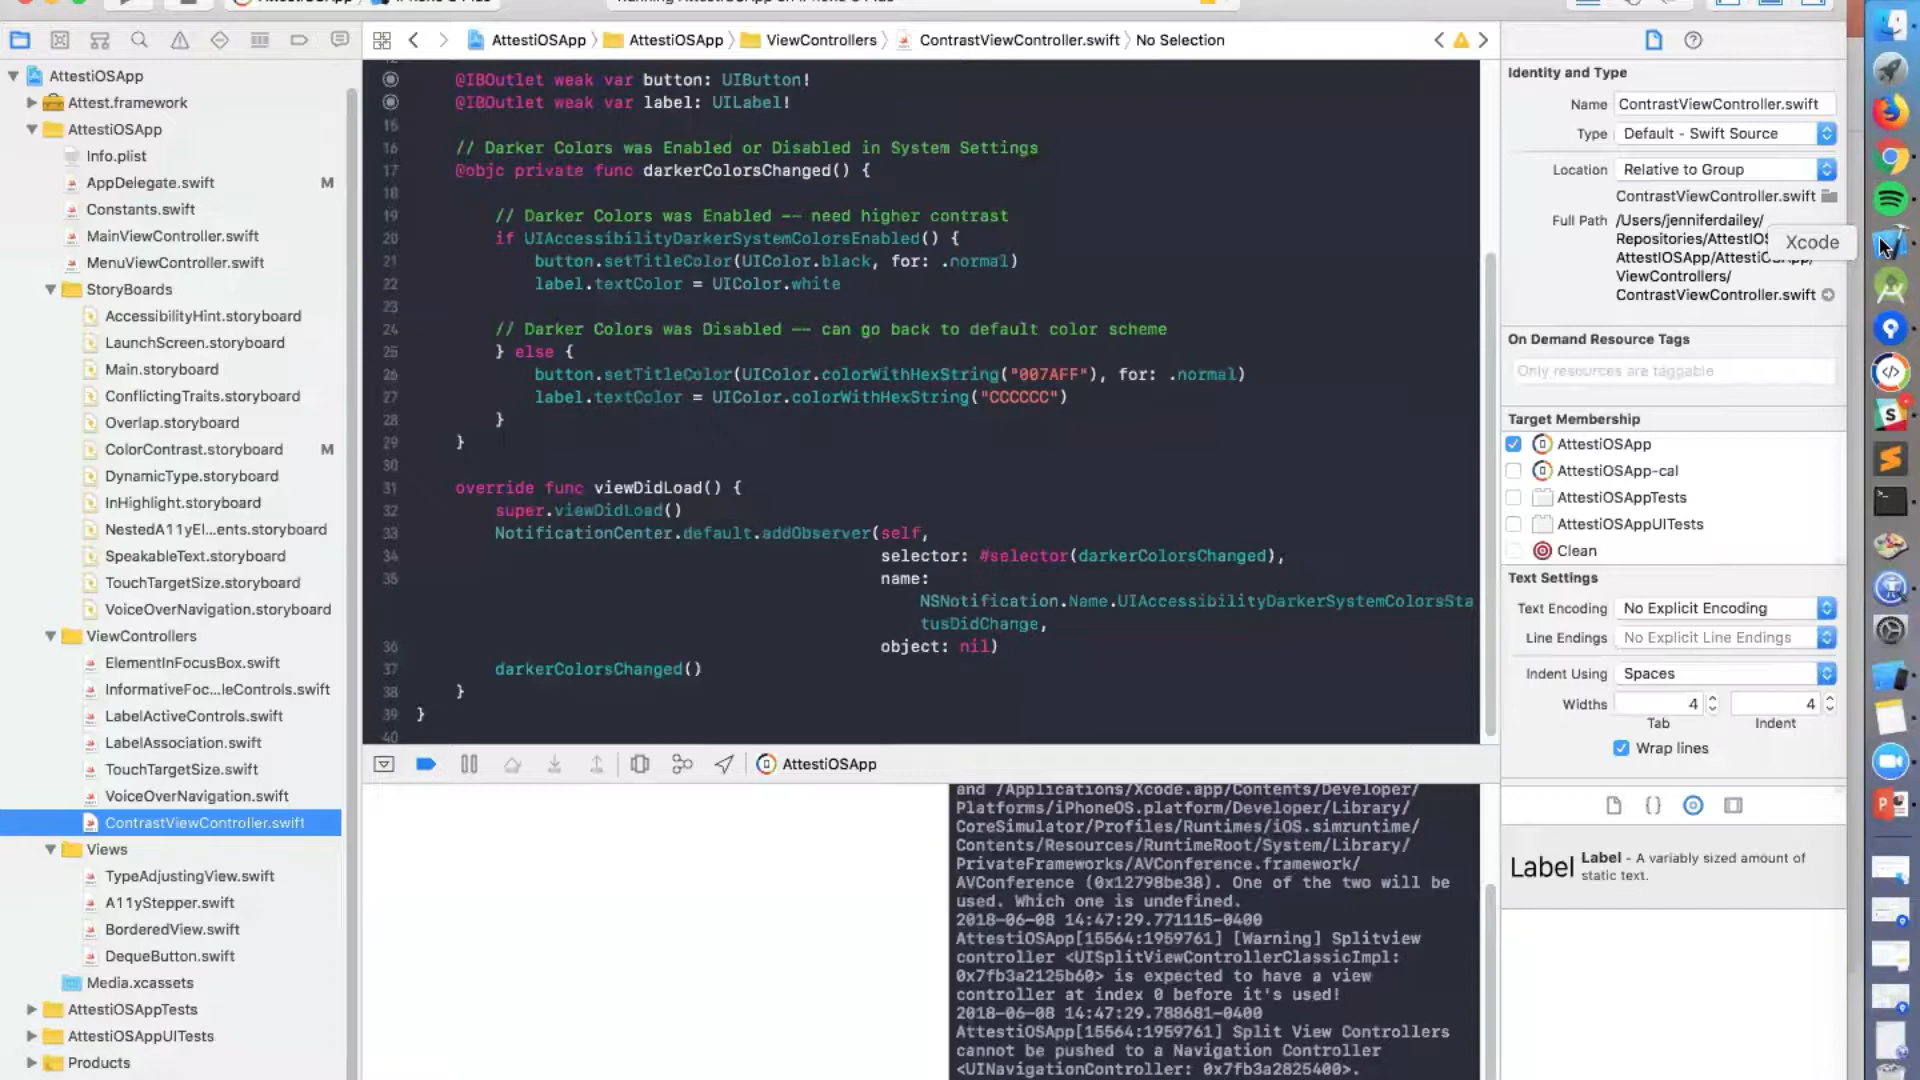 AttestiOSApp
AttestiOSApp
ViewControllers
ContrastViewController.swift
No Selection
AttestiOSApp
Attest.framework
AttestiOSApp
Info.plist
AppDelegate.swift
M
Constants.swift
MainViewController.swift
MenuViewController.swift
StoryBoards
AccessibilityHint.storyboard
LaunchScreen.storyboard
Main.storyboard
ConflictingTraits.storyboard
Overlap.storyboard
ColorContrast.storyboard
M
DynamicType.storyboard
InHighlight.storyboard
NestedA11yEl...ents.storyboard
SpeakableText.storyboard
TouchTargetSize.storyboard
VoiceOverNavigation.storyboard
ViewControllers
ElementInFocusBox.swift
InformativeFoc...leControls.swift
LabelActiveControls.swift
LabelAssociation.swift
TouchTargetSize.swift
VoiceOverNavigation.swift
ContrastViewController.swift
Views
TypeAdjustingView.swift
A11yStepper.swift
BorderedView.swift
DequeButton.swift
Media.xcassets
AttestiOSAppTests
AttestiOSAppUITests
Products
@IBOutlet weak var button: UIButton!
@IBOutlet weak var label: UILabel!
15
16 // Darker Colors was Enabled or Disabled in System Settings
17 @objc private func darkerColorsChanged() {
18
19 // Darker Colors was Enabled -- need higher contrast
20 if UIAccessibilityDarkerSystemColorsEnabled() {
21 button.setTitleColor(UIColor.black, for: .normal)
22 label.textColor = UIColor.white
23
24 // Darker Colors was Disabled -- can go back to default color scheme
25 } else {
26 button.setTitleColor(UIColor.colorWithHexString("007AFF"), for: .normal)
27 label.textColor = UIColor.colorWithHexString("CCCCCC")
28 }
29 }
30
31 override func viewDidLoad() {
32 super.viewDidLoad()
33 NotificationCenter.default.addObserver(self,
34 selector: #selector(darkerColorsChanged),
35 name:
NSNotification.Name.UIAccessibilityDarkerSystemColorsSta
tusDidChange,
36 object: nil)
37 darkerColorsChanged()
38 }
39 }
40
AttestiOSApp
and /Applications/Xcode.app/Contents/Developer/
Platforms/iPhoneOS.platform/Developer/Library/
CoreSimulator/Profiles/Runtimes/iOS.simruntime/
Contents/Resources/RuntimeRoot/System/Library/
PrivateFrameworks/AVConference.framework/
AVConference (0x12798be38). One of the two will be
used. Which one is undefined.
2018-06-08 14:47:29.771115-0400
AttestiOSApp[15564:1959761] [Warning] Splitview
controller <UISplitViewControllerClassicImpl:
0x7fb3a2125b60> is expected to have a view
controller at index 0 before it's used!
2018-06-08 14:47:29.788681-0400
AttestiOSApp[15564:1959761] Split View Controllers
cannot be pushed to a Navigation Controller
<UINavigationController: 0x7fb3a2825400>.
Identity and Type
Name ContrastViewController.swift
Type Default - Swift Source
Location Relative to Group
ContrastViewController.swift
Full Path /Users/jenniferdailey/
Repositories/AttestiOS
AttestIOSApp/AttestiOSApp/
ViewControllers/
ContrastViewController.swift
Xcode
On Demand Resource Tags
Only resources are taggable
Target Membership
AttestiOSApp
AttestiOSApp-cal
AttestiOSAppTests
AttestiOSAppUITests
Clean
Text Settings
Text Encoding No Explicit Encoding
Line Endings No Explicit Line Endings
Indent Using Spaces
Widths 4 4
Tab Indent
Wrap lines
Label
Label - A variably sized amount of
static text.